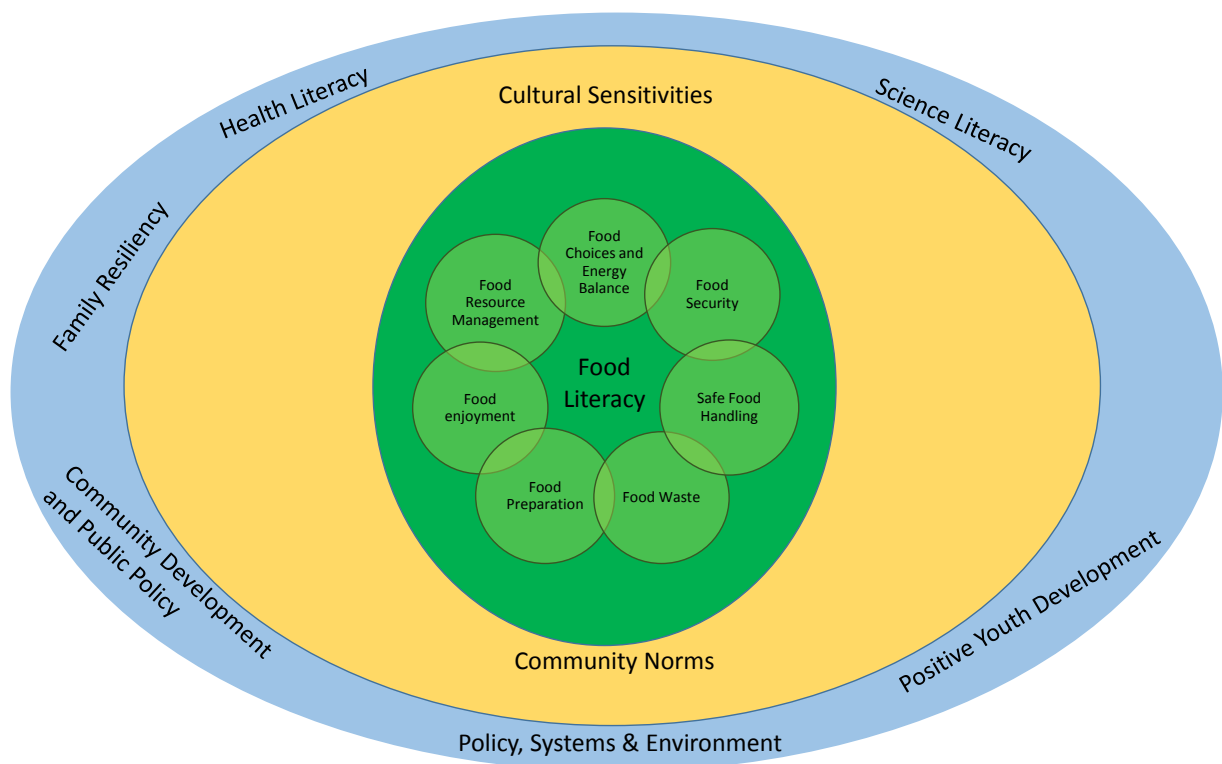 Health Literacy
Science Literacy
Cultural Sensitivities
Family Resiliency
Food
Choices and
Energy
Balance
Food
Resource
Management
Food
Security
Food
Literacy
Food
enjoyment
Safe Food
Handling
Food
Preparation
Food Waste
Community Development
and Public Policy
Positive Youth Development
Community Norms
Policy, Systems & Environment